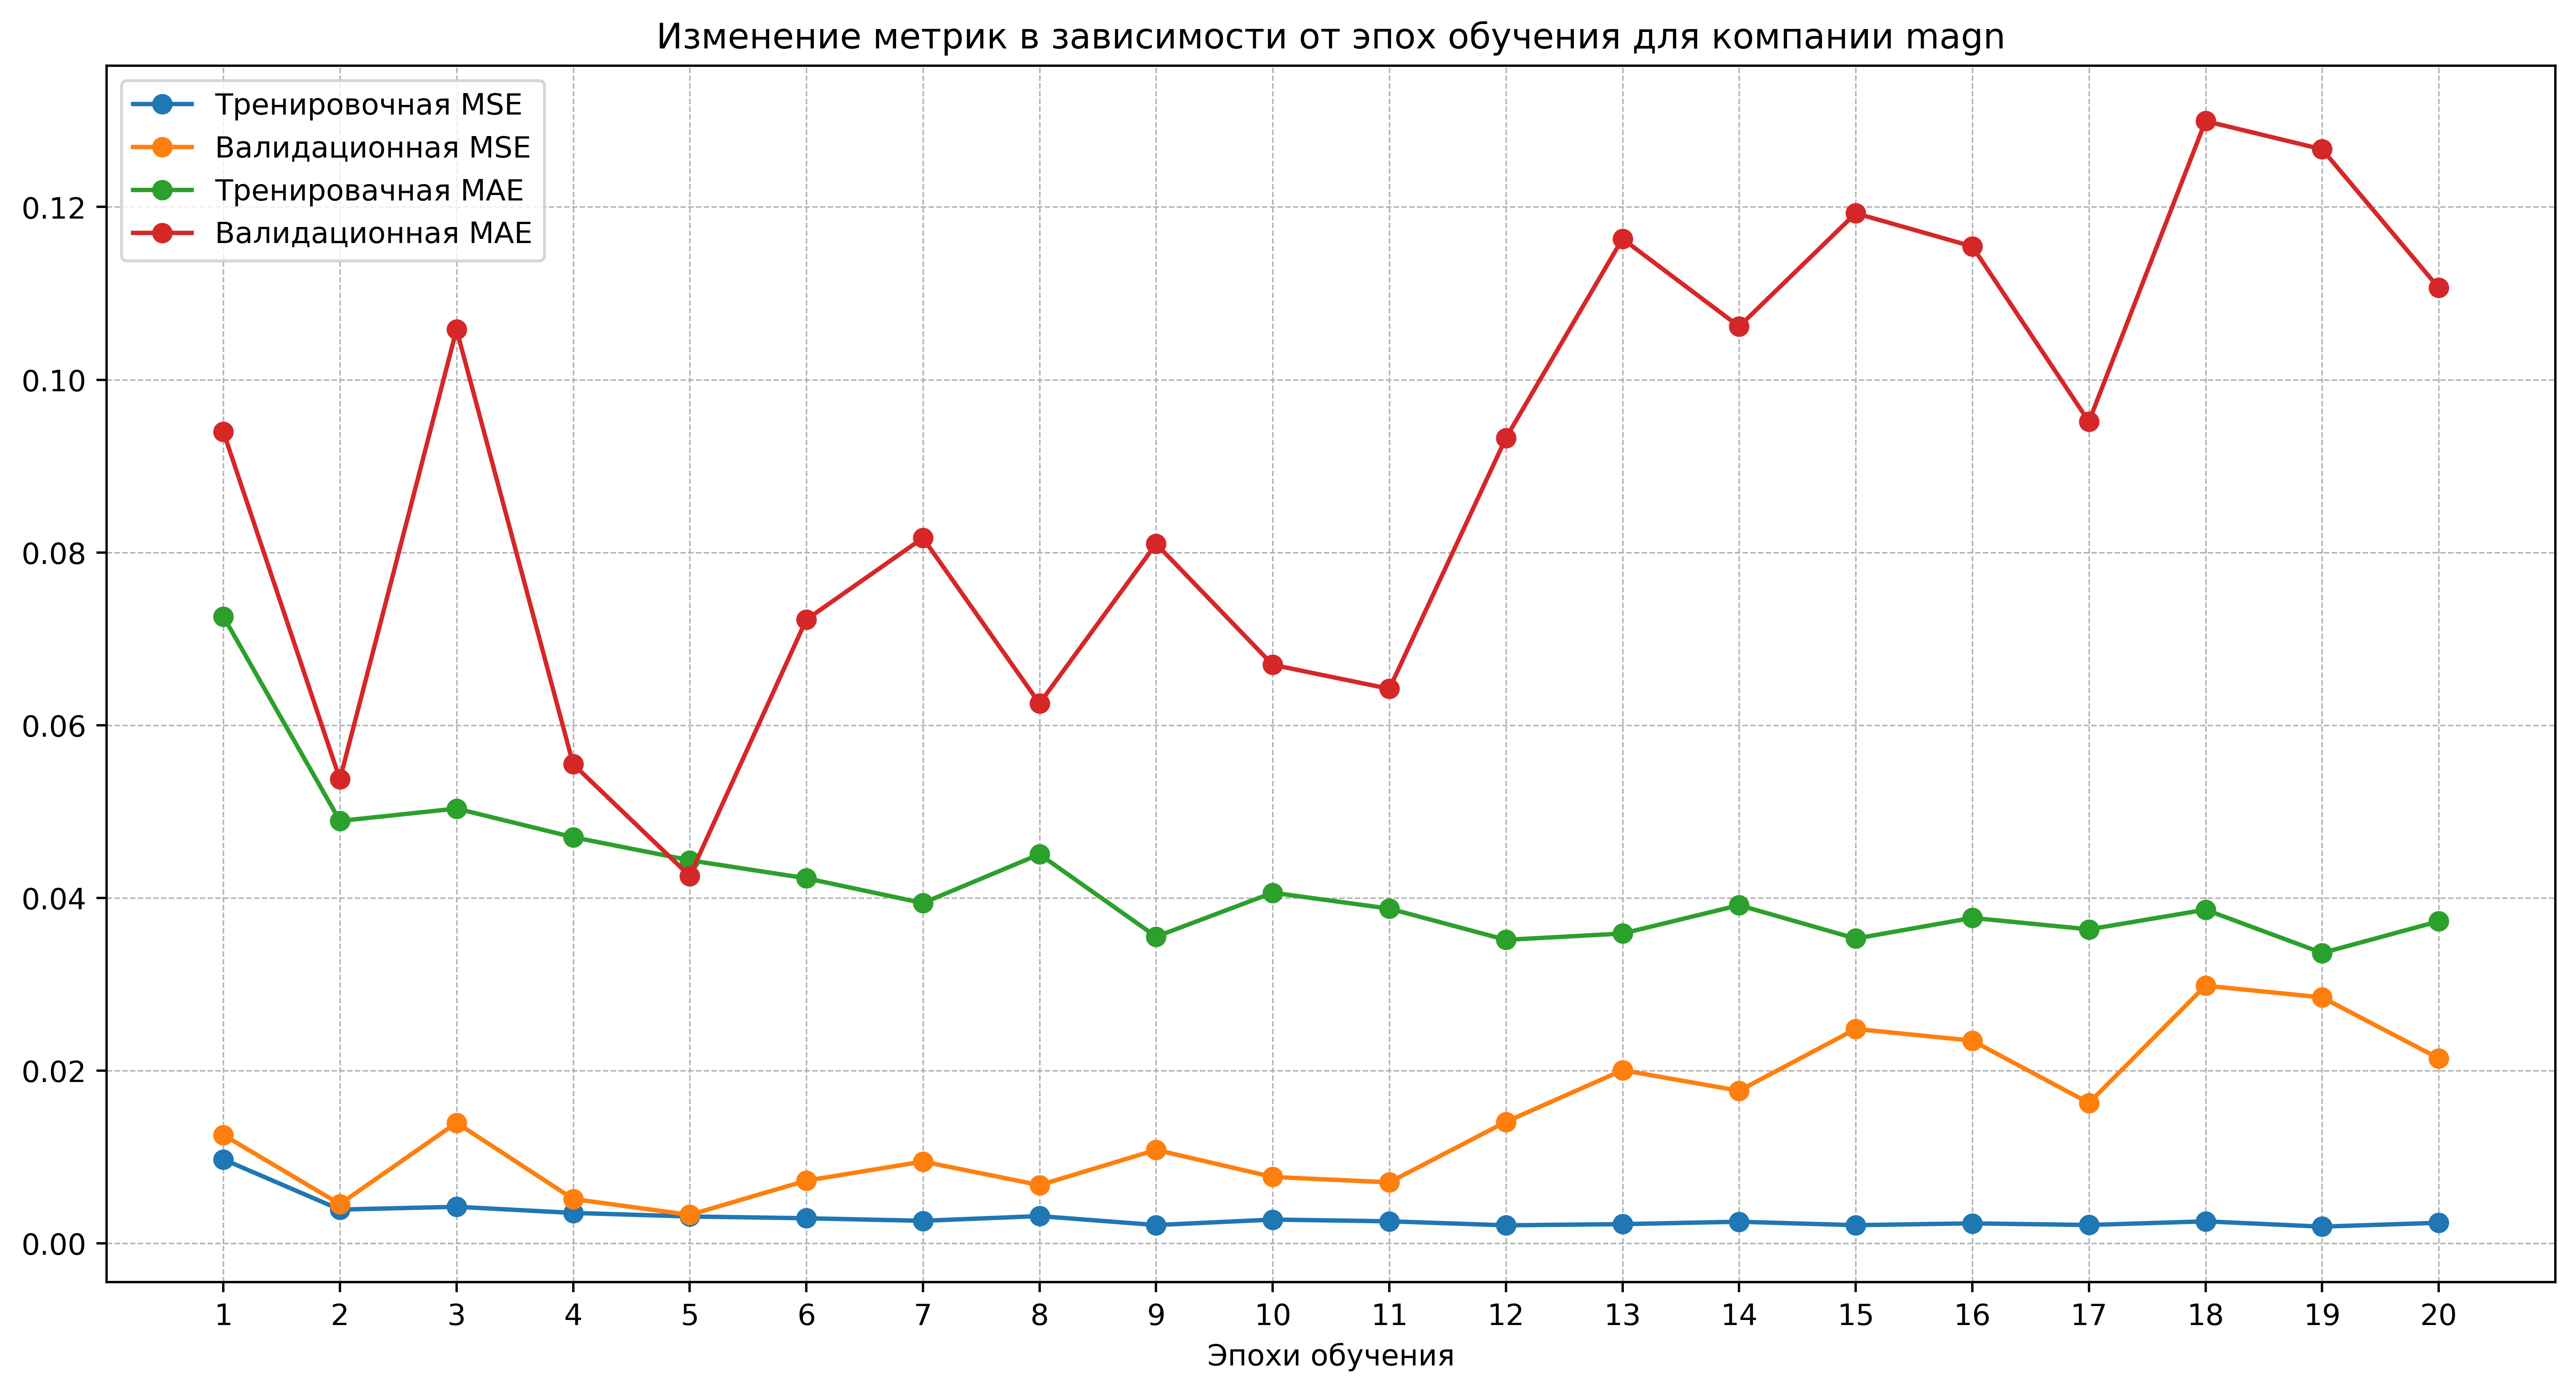 Изменение метрик в зависимости от эпох обучения для компании magn
Тренировочная MSE
Валидационная MSE
Тренировачная MAE
Валидационная MAE
0.12
0.10
0.08
0.06
0.04
0.02
0.00
1 2 3 4 5 6 7 8 9 10 11 12 13 14 15 16 17 18 19 20
Эпохи обучения